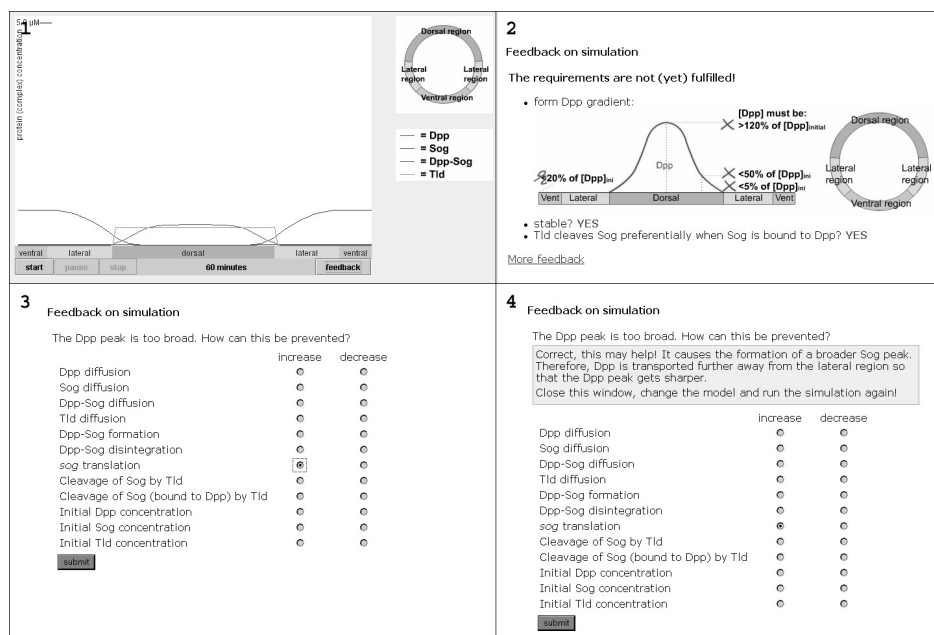 1
5.0 µM
protein (complex) concentration
Dorsal region
Lateral region
Lateral region
Ventral region
= Dpp
= Sog
= Dpp-Sog
= Tld
ventral lateral dorsal lateral ventral
start pause stop 60 minutes feedback
2
Feedback on simulation
The requirements are not (yet) fulfilled!
• form Dpp gradient:
[Dpp] must be:
>120% of [Dpp]initial
Dpp
20% of [Dpp]ini
<50% of [Dpp]ini
<5% of [Dpp]ini
Vent Lateral Dorsal Lateral Vent
Dorsal region
Lateral region
Lateral region
Ventral region
• stable? YES
• Tld cleaves Sog preferentially when Sog is bound to Dpp? YES
More feedback
3
Feedback on simulation
The Dpp peak is too broad. How can this be prevented?
increase decrease
Dpp diffusion
Sog diffusion
Dpp-Sog diffusion
Tld diffusion
Dpp-Sog formation
Dpp-Sog disintegration
sog translation
Cleavage of Sog by Tld
Cleavage of Sog (bound to Dpp) by Tld
Initial Dpp concentration
Initial Sog concentration
Initial Tld concentration
submit
4
Feedback on simulation
The Dpp peak is too broad. How can this be prevented?
Correct, this may help! It causes the formation of a broader Sog peak.
Therefore, Dpp is transported further away from the lateral region so
that the Dpp peak gets sharper.
Close this window, change the model and run the simulation again!
increase decrease
Dpp diffusion
Sog diffusion
Dpp-Sog diffusion
Tld diffusion
Dpp-Sog formation
Dpp-Sog disintegration
sog translation
Cleavage of Sog by Tld
Cleavage of Sog (bound to Dpp) by Tld
Initial Dpp concentration
Initial Sog concentration
Initial Tld concentration
submit